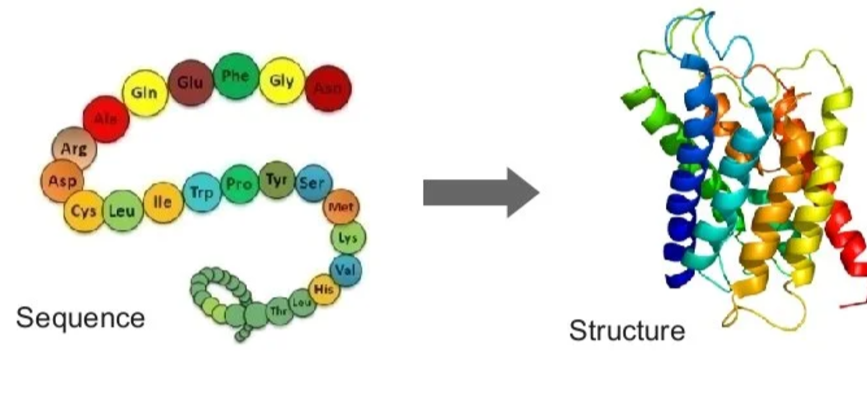 Asn
Gly
Phe
Glu
Gln
Ala
Arg
Asp
Cys
Leu
Ile
Trp
Pro
Tyr
Ser
Met
Lys
Val
His
Leu
Thr
Sequence
Structure